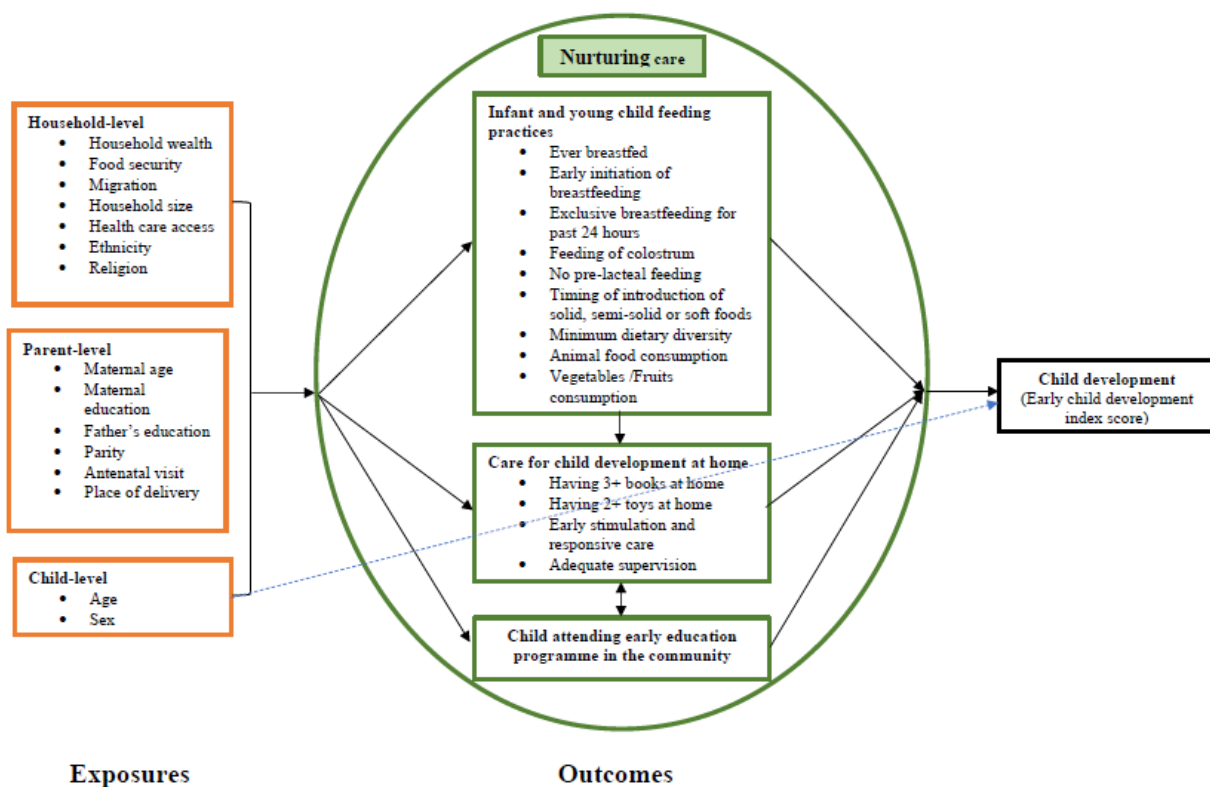 Nurturing care
Household-level
• Household wealth
• Food security
• Migration
• Household size
• Health care access
• Ethnicity
• Religion
Parent-level
• Maternal age
• Maternal
education
• Father's education
• Parity
• Antenatal visit
• Place of delivery
Child-level
• Age
• Sex
Infant and young child feeding
practices
• Ever breastfed
• Early initiation of
breastfeeding
• Exclusive breastfeeding for
past 24 hours
• Feeding of colostrum
• No pre-lacteal feeding
• Timing of introduction of
solid, semi-solid or soft foods
• Minimum dietary diversity
• Animal food consumption
• Vegetables /Fruits
consumption
Care for child development at home
• Having 3+ books at home
• Having 2+ toys at home
• Early stimulation and
responsive care
• Adequate supervision
Child attending early education
programme in the community
Child development
(Early child development
index score)
Exposures
Outcomes